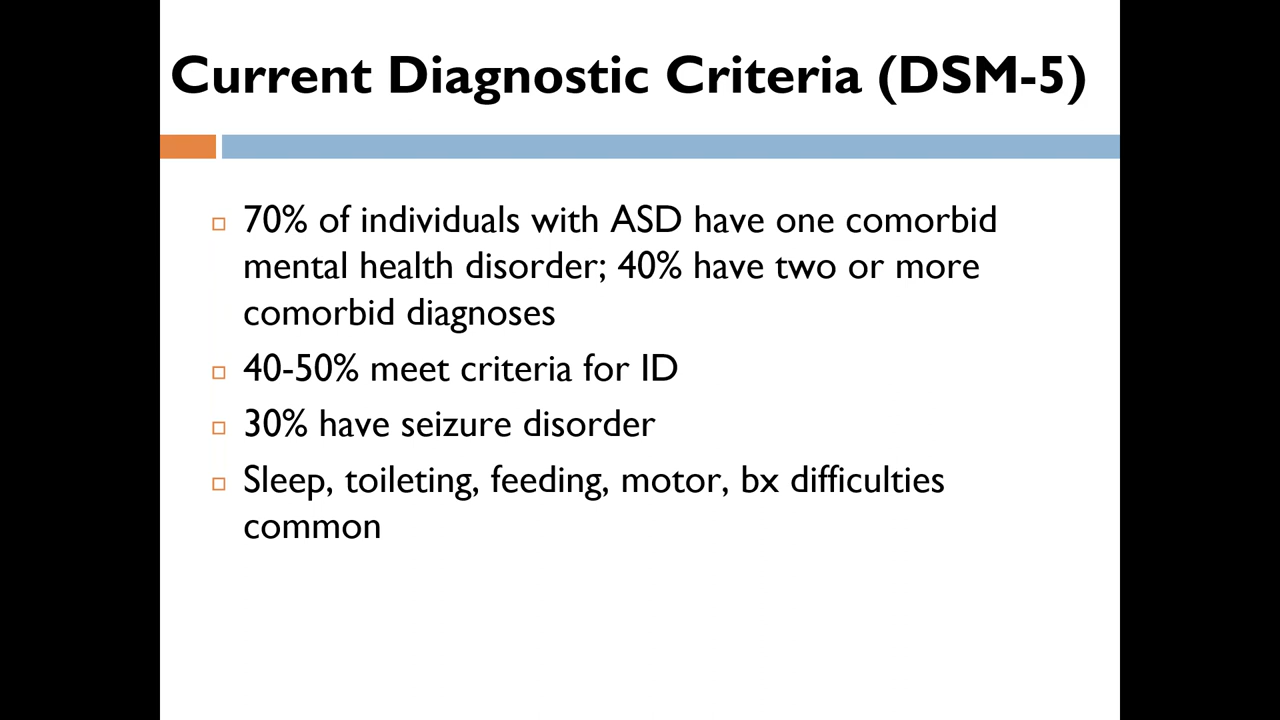 Current Diagnostic Criteria (DSM-5)
70% of individuals with ASD have one comorbid
mental health disorder; 40% have two or more
comorbid diagnoses
40-50% meet criteria for ID
30% have seizure disorder
Sleep, toileting, feeding, motor, bx difficulties
common